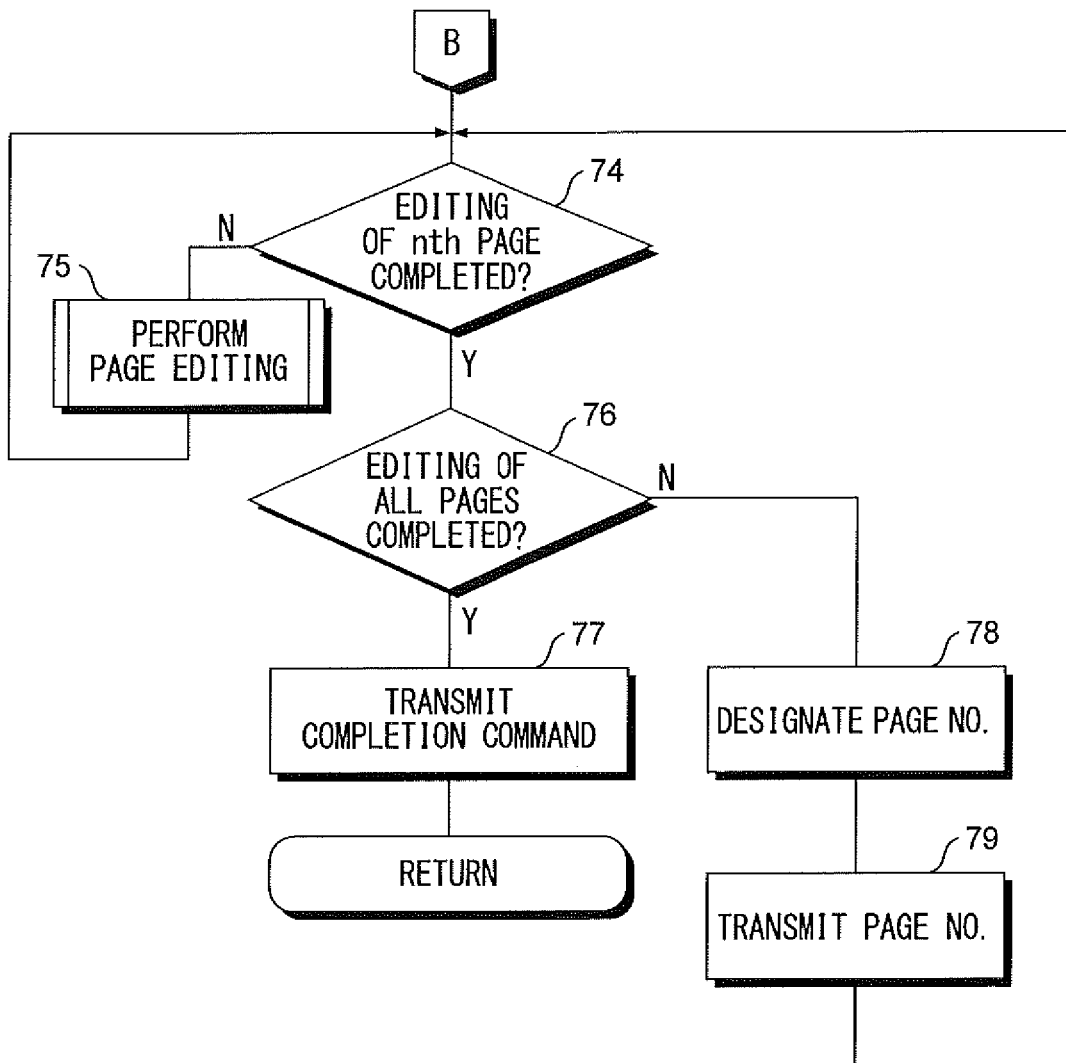 B
74
EDITING
OF nth PAGE
COMPLETED?
N
75
PERFORM
PAGE EDITING
Y
76
EDITING OF
ALL PAGES
COMPLETED?
N
Y
77
TRANSMIT
COMPLETION COMMAND
78
DESIGNATE PAGE NO.
RETURN
79
TRANSMIT PAGE NO.